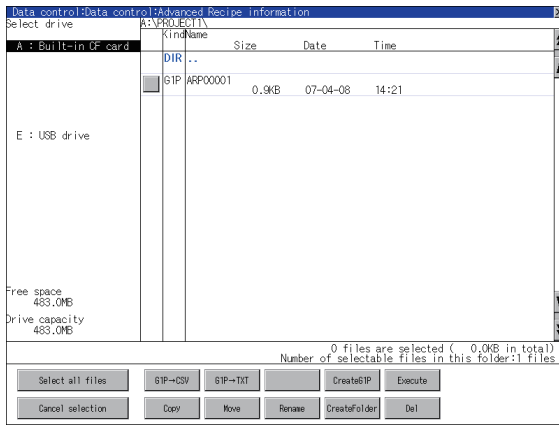 Data control:Data control:Advanced Recipe information
Select drive
A:\PROJECT1\
Kind Name
Size Date Time
A : Built-in CF card
DIR ..
G1P ARP00001
0.9KB 07-04-08 14:21
E : USB drive
Free space
483.0MB
Drive capacity
483.0MB
0 files are selected ( 0.0KB in total)
Number of selectable files in this folder:1 files
Select all files G1P→CSV G1P→TXT CreateG1P Execute
Cancel selection Copy Move Rename CreateFolder Del